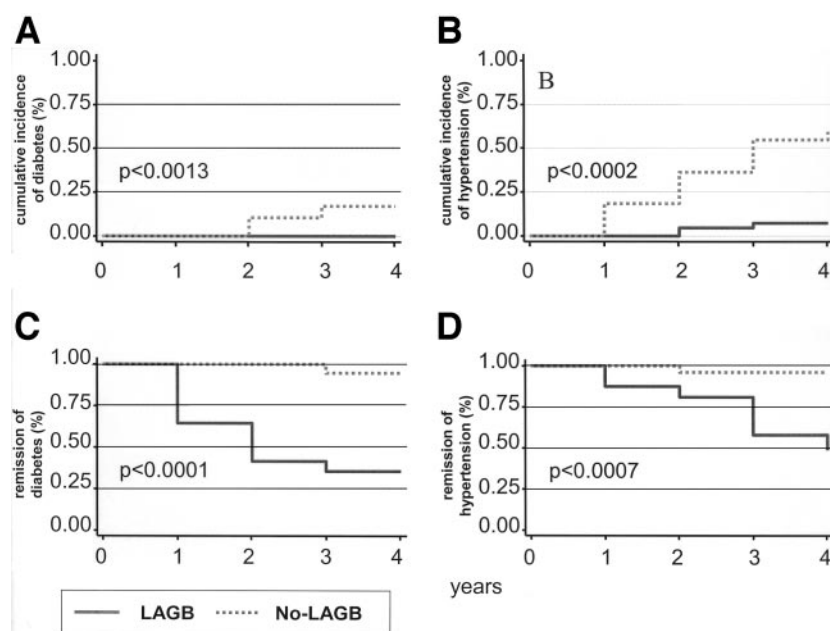 A
cumulative incidence
of diabetes (%)
1.00
0.75
0.50
0.25
0.00
p<0.0013
0 1 2 3 4
B
cumulative incidence
of hypertension (%)
1.00
0.75
0.50
0.25
0.00
B
p<0.0002
0 1 2 3 4
C
remission of
diabetes (%)
1.00
0.75
0.50
0.25
0.00
p<0.0001
0 1 2 3 4
D
remission of
hypertension (%)
1.00
0.75
0.50
0.25
0.00
p<0.0007
0 1 2 3 4
years
LAGB No-LAGB